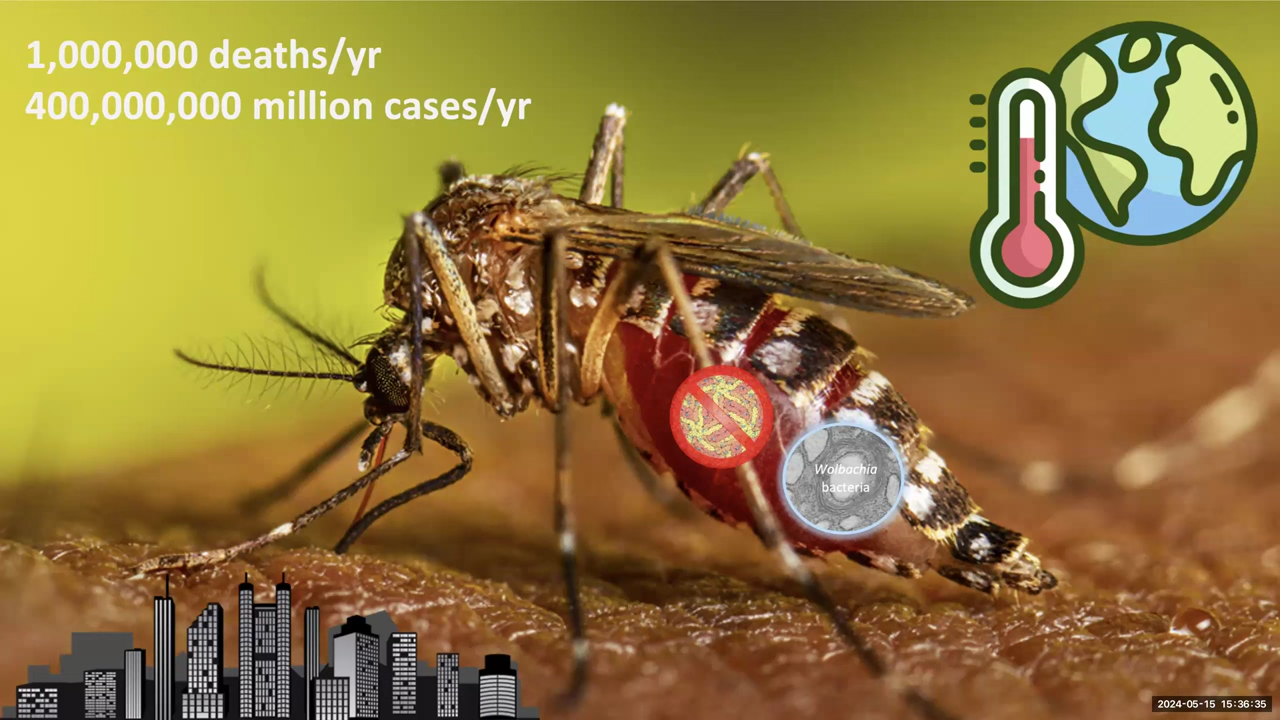 1,000,000 deaths/yr
400,000,000 million cases/yr
Wolbachia
bacteria
2024-05-15 15:36:35